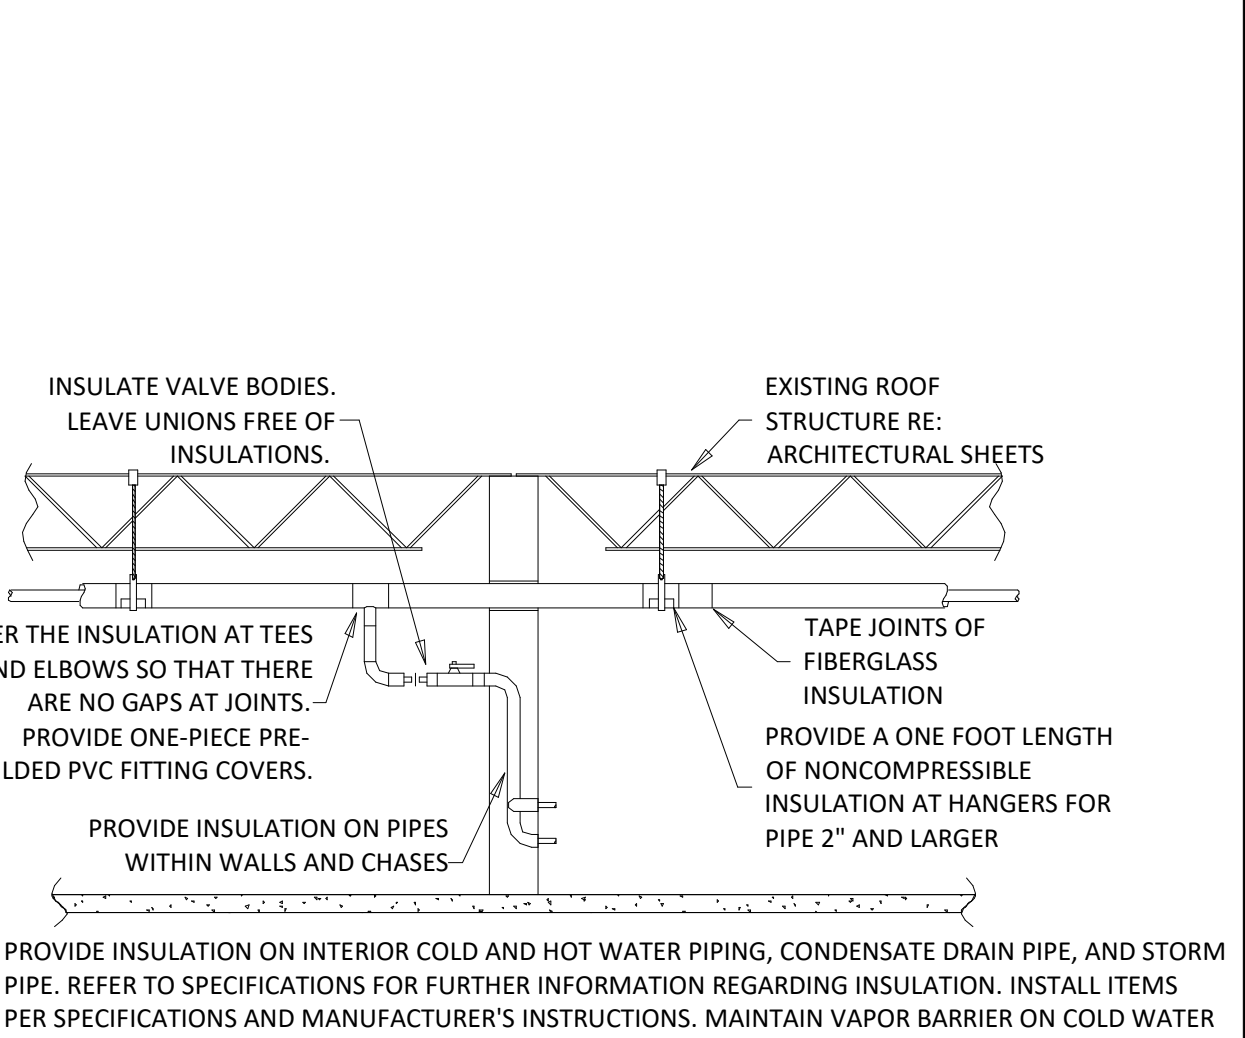 INSULATE VALVE BODIES.
LEAVE UNIONS FREE OF
INSULATIONS.
EXISTING ROOF
STRUCTURE RE:
ARCHITECTURAL SHEETS
ER THE INSULATION AT TEES
ND ELBOWS SO THAT THERE
ARE NO GAPS AT JOINTS.
PROVIDE ONE-PIECE PRE-
LDED PVC FITTING COVERS.
TAPE JOINTS OF
FIBERGLASS
INSULATION
PROVIDE A ONE FOOT LENGTH
OF NONCOMPRESSIBLE
INSULATION AT HANGERS FOR
PIPE 2" AND LARGER
PROVIDE INSULATION ON PIPES
WITHIN WALLS AND CHASES
PROVIDE INSULATION ON INTERIOR COLD AND HOT WATER PIPING, CONDENSATE DRAIN PIPE, AND STORM
PIPE. REFER TO SPECIFICATIONS FOR FURTHER INFORMATION REGARDING INSULATION. INSTALL ITEMS
PER SPECIFICATIONS AND MANUFACTURER'S INSTRUCTIONS. MAINTAIN VAPOR BARRIER ON COLD WATER